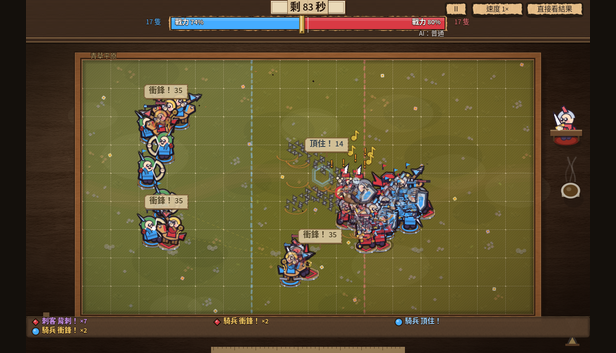 剩 83 秒
II
速度 1×
直接看結果
17 隻
戰力 74%
戰力 80%
17 隻
AI：普通
衝鋒！ 35
頂住！ 14
衝鋒！ 35
衝鋒！ 35
刺客 背刺！ ×7
騎兵 衝鋒！ ×2
騎兵 頂住！
騎兵 衝鋒！ ×2